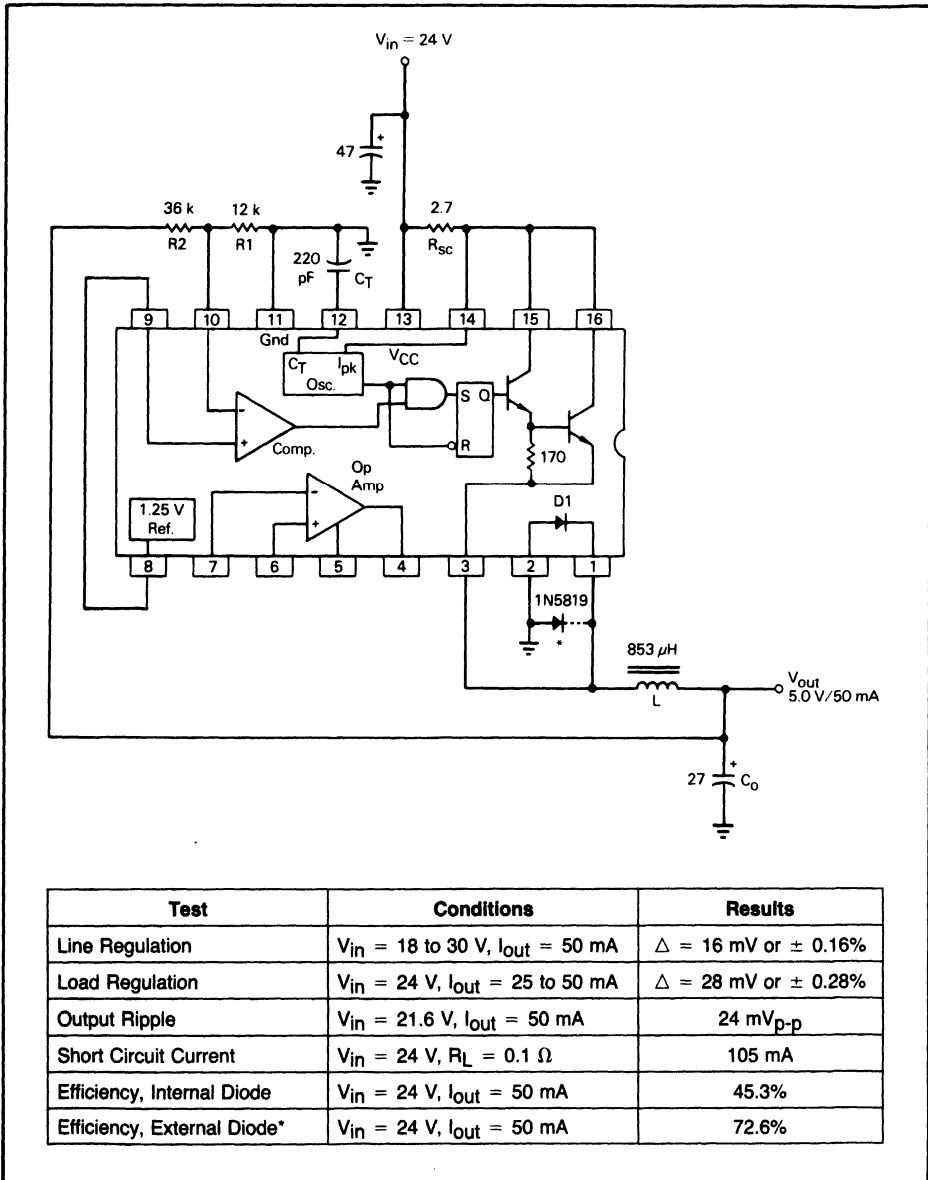 Vin = 24 V
47
+
36 k
R2
12 k
R1
220
pF
CT
2.7
Rsc
9
10
11
12
13
14
15
16
Gnd
CT
Ipk
Osc.
VCC
S Q
R
-
+
Comp.
170
Op
Amp
-
+
D1
1.25 V
Ref.
8
7
6
5
4
3
2
1
1N5819
*
853 μH
L
Vout
5.0 V/50 mA
+
27
Co
Test Conditions Results
Line Regulation Vin = 18 to 30 V, Iout = 50 mA Δ = 16 mV or ± 0.16%
Load Regulation Vin = 24 V, Iout = 25 to 50 mA Δ = 28 mV or ± 0.28%
Output Ripple Vin = 21.6 V, Iout = 50 mA 24 mVp-p
Short Circuit Current Vin = 24 V, RL = 0.1 Ω 105 mA
Efficiency, Internal Diode Vin = 24 V, Iout = 50 mA 45.3%
Efficiency, External Diode* Vin = 24 V, Iout = 50 mA 72.6%